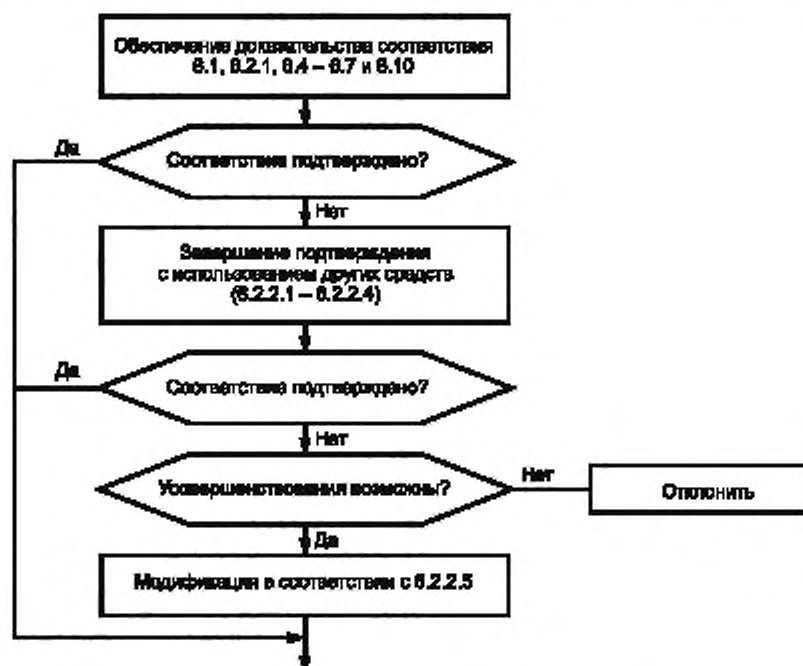 Обеспечение доказательства соответствия
6.1, 6.2.1, 6.4 – 6.7 и 6.10
Да
Соответствие подтверждено?
Нет
Завершение подтверждения
с использованием других средств
(6.2.2.1 – 6.2.2.4)
Да
Соответствие подтверждено?
Нет
Усовершенствования возможны?
Нет
Отклонить
Да
Модификация в соответствии с 6.2.2.5